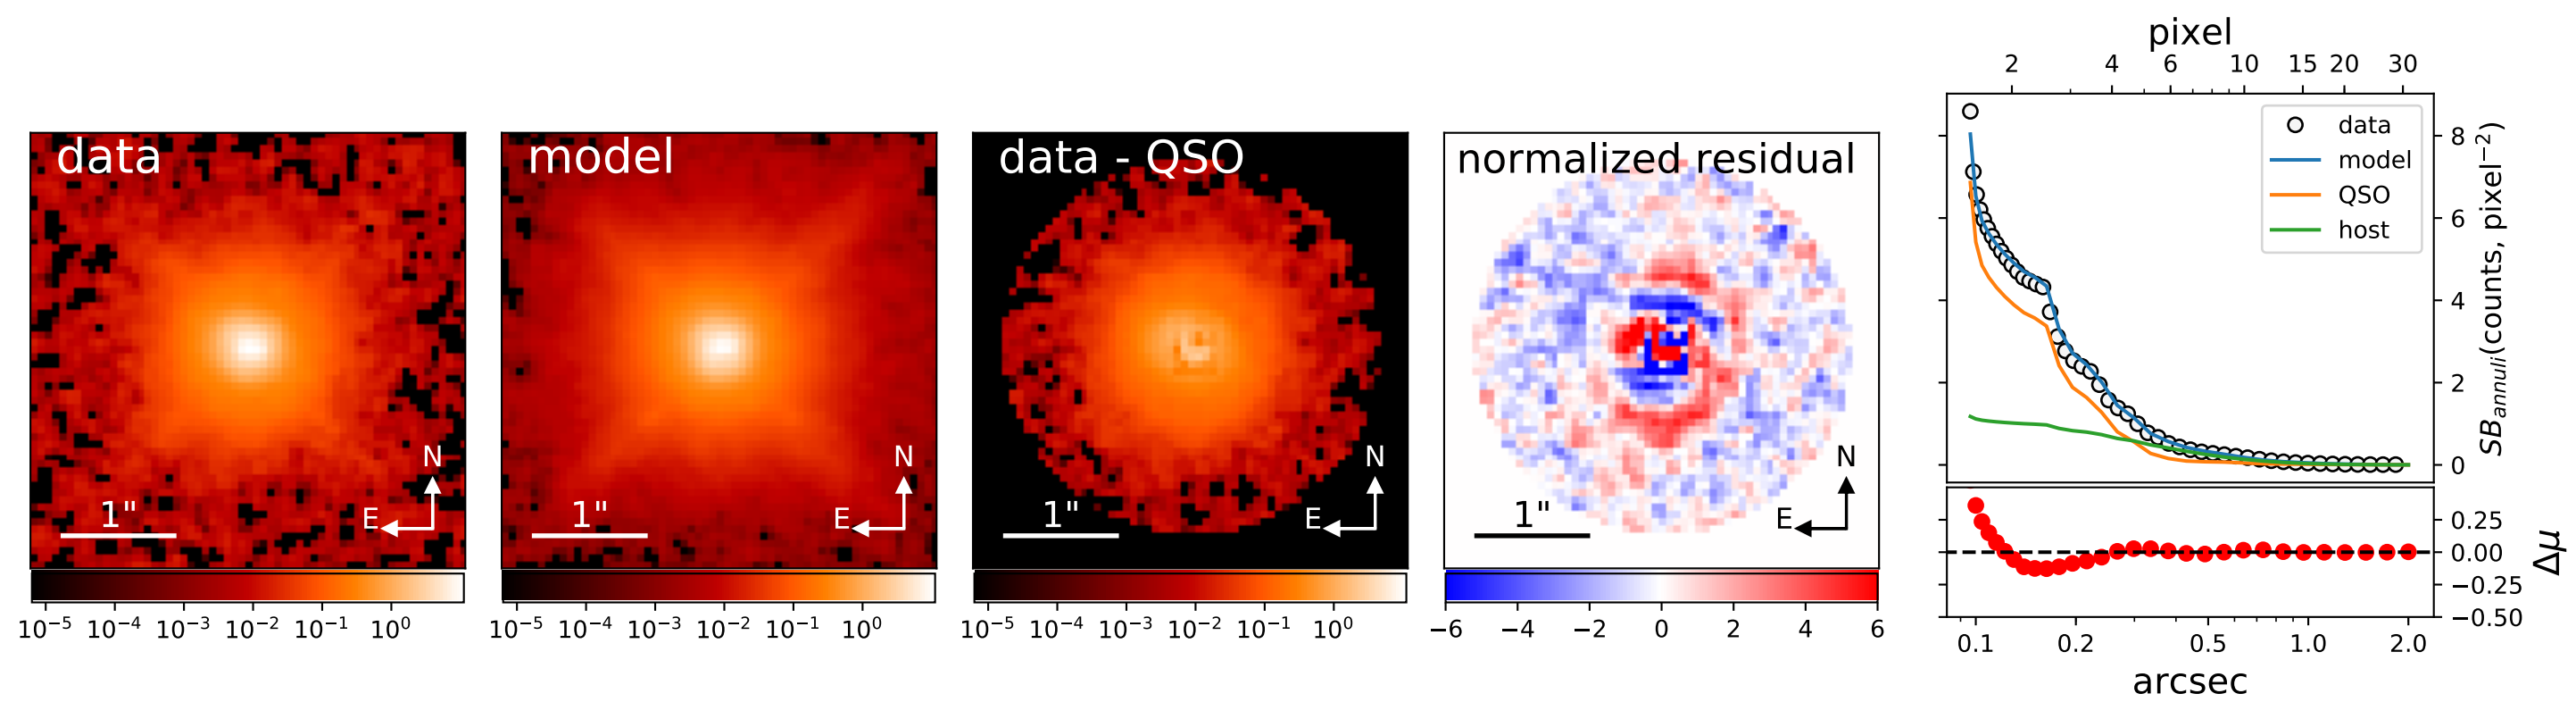 data
N
E
1"
10⁻⁵ 10⁻⁴ 10⁻³ 10⁻² 10⁻¹ 10⁰
model
N
E
1"
10⁻⁵ 10⁻⁴ 10⁻³ 10⁻² 10⁻¹ 10⁰
data - QSO
N
E
1"
10⁻⁵ 10⁻⁴ 10⁻³ 10⁻² 10⁻¹ 10⁰
normalized residual
N
E
1"
−6 −4 −2 0 2 4 6
pixel
2 4 6 10 15 20 30
data
model
QSO
host
8
6
4
2
0
SB_annuli(counts, pixel⁻²)
0.25
0.00
−0.25
−0.50
Δμ
0.1 0.2 0.5 1.0 2.0
arcsec